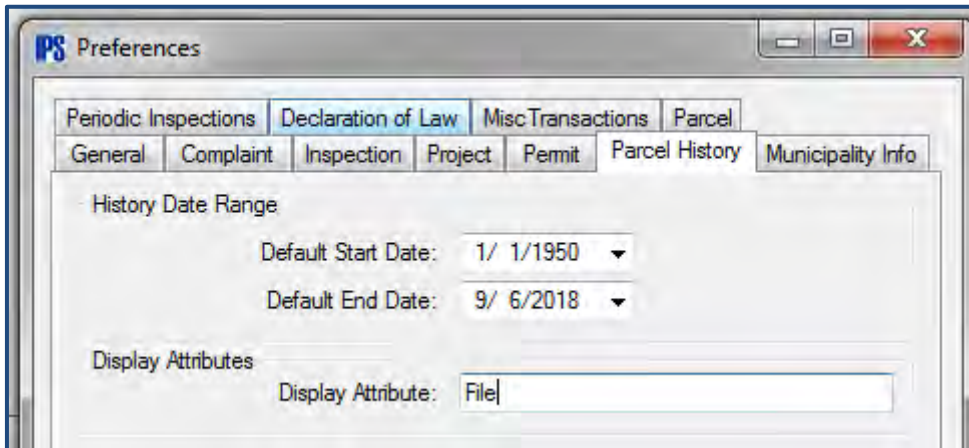 IPS Preferences
Periodic Inspections Declaration of Law Misc Transactions Parcel
General Complaint Inspection Project Permit Parcel History Municipality Info
History Date Range
Default Start Date: 1/ 1/1950
Default End Date: 9/ 6/2018
Display Attributes
Display Attribute: File